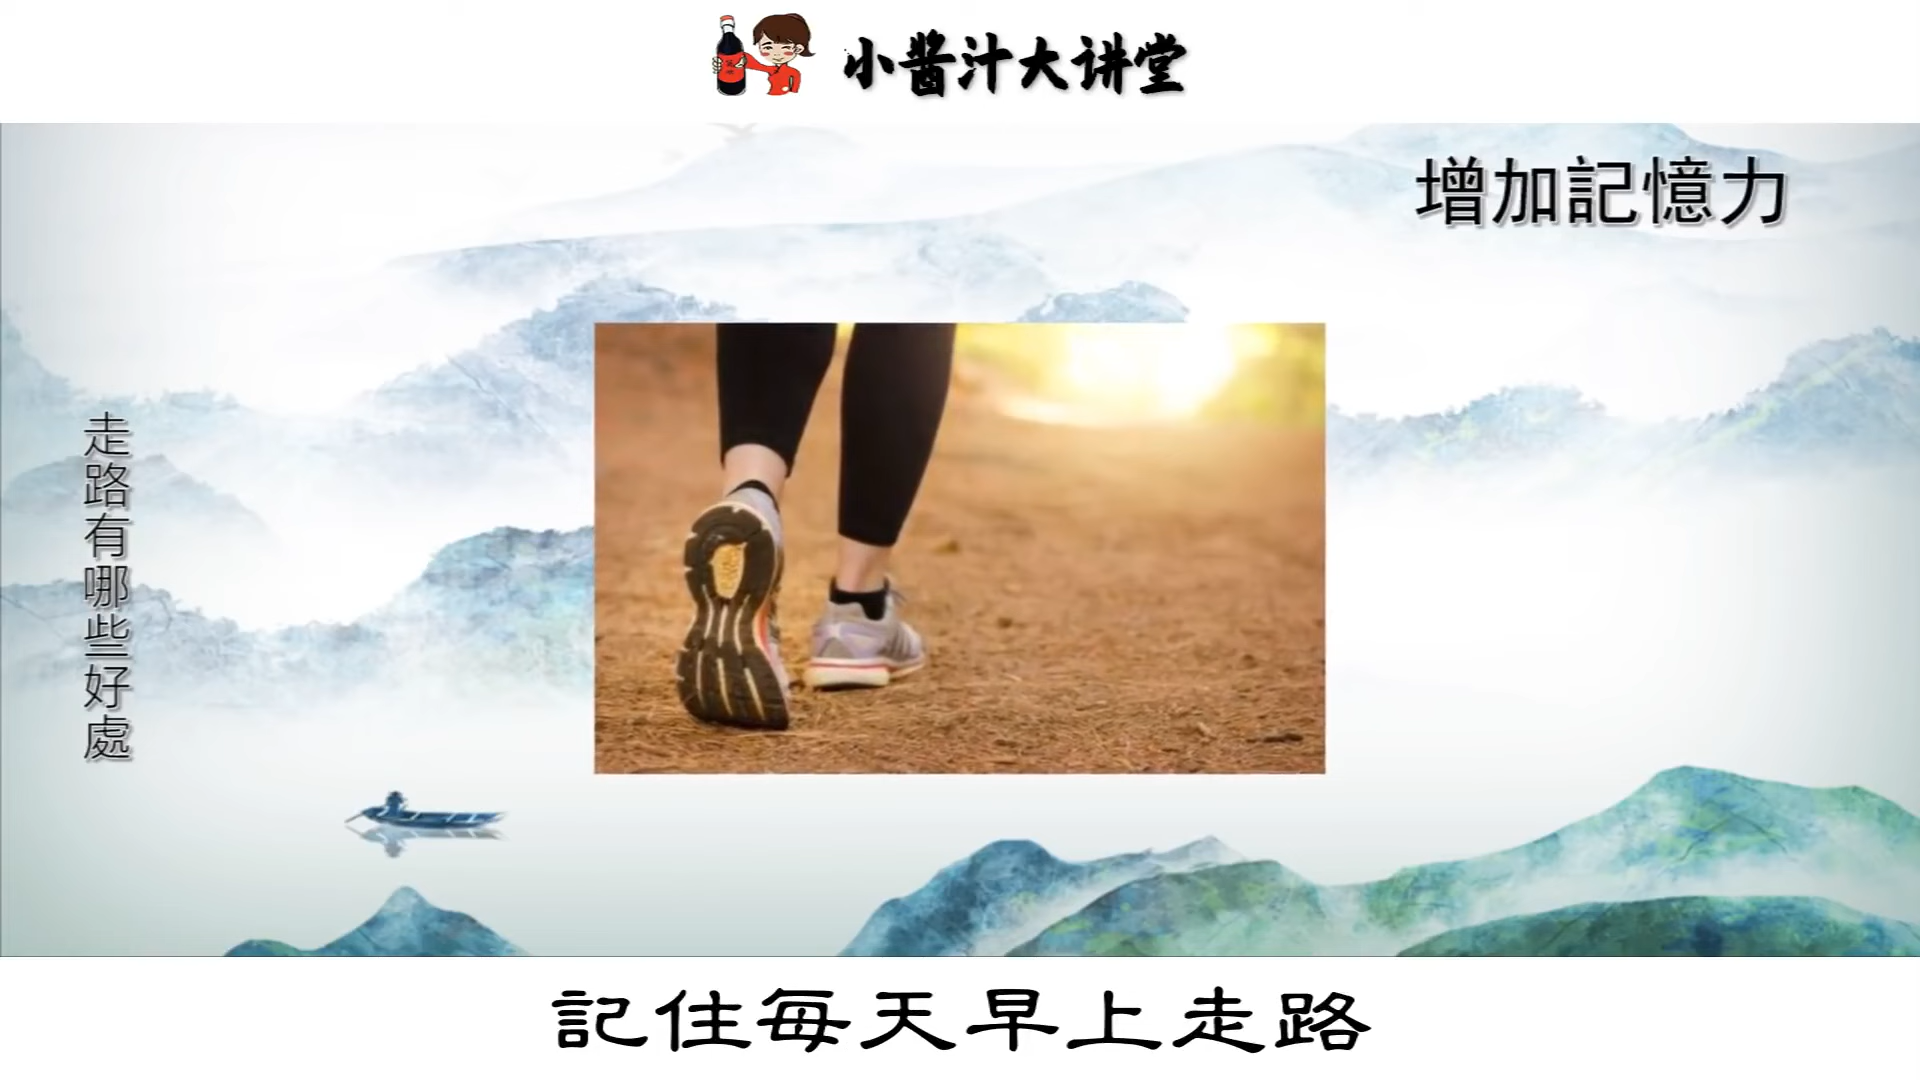 小酱汁大讲堂
增加記憶力
走路有哪些好處
記住每天早上走路